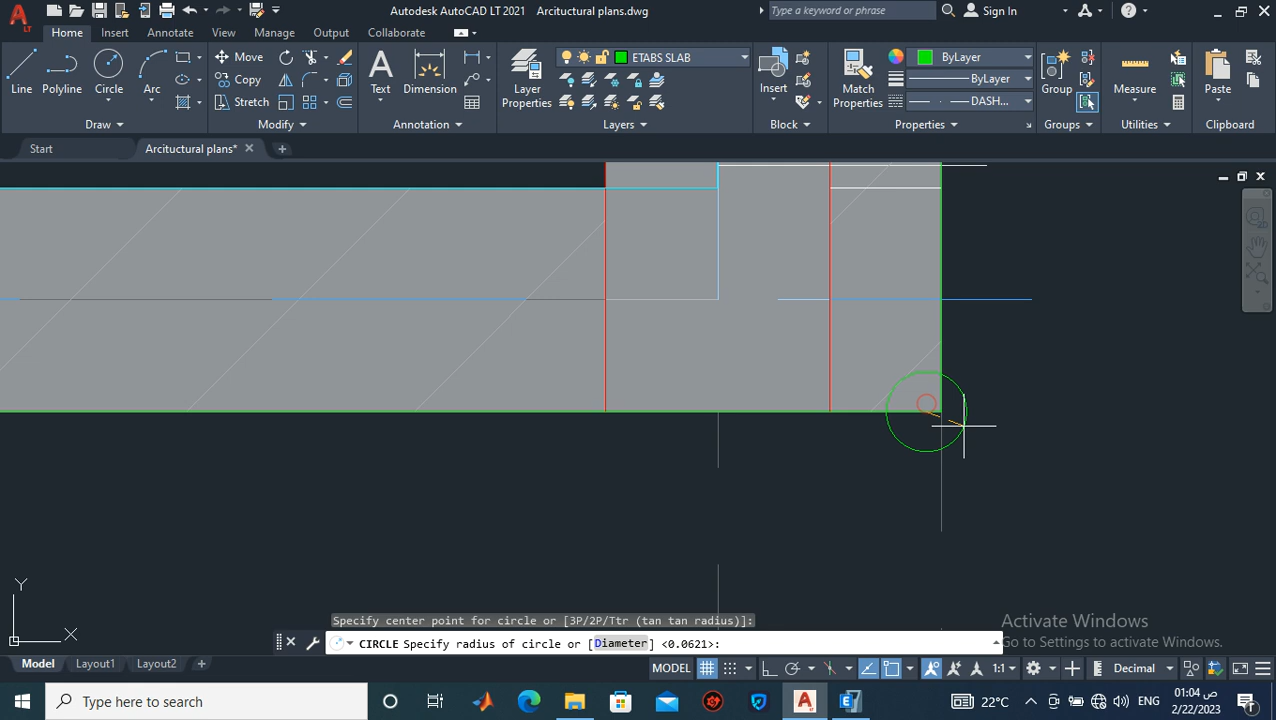 Autodesk AutoCAD LT 2021 Arcituctural plans.dwg
Type a keyword or phrase
Sign In
LT
Home Insert Annotate View Manage Output Collaborate
Line Polyline Circle Arc
Move
Copy
Stretch
Text Dimension
Layer
Properties
ETABS SLAB
Insert
Match
Properties
ByLayer
ByLayer
DASH...
Group
Measure
Paste
Draw Modify Annotation Layers Block Properties Groups Utilities Clipboard
Start Arcituctural plans*
Y
X
Specify center point for circle or [3P/2P/Ttr (tan tan radius)]:
CIRCLE Specify radius of circle or [Diameter] <0.0621>:
Activate Windows
Go to Settings to activate Windows.
Model Layout1 Layout2
MODEL 1:1 Decimal
Type here to search
22°C
ENG
01:04 ص
2/22/2023
1